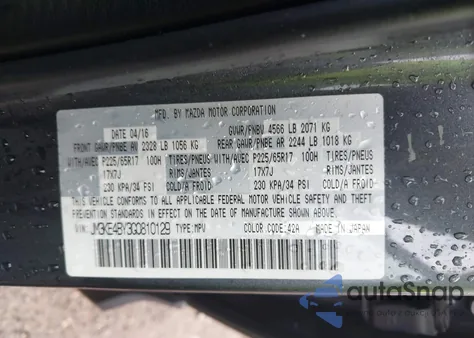 MFD. BY MAZDA MOTOR CORPORATION
DATE 04/16 GVWR/PNBV 4566 LB 2071 KG
FRONT GAWR/PNBE AV 2328 LB 1056 KG REAR GAWR/PNBE AR 2244 LB 1018 KG
WITH/AVEC P225/65R17 100H TIRES/PNEUS WITH/AVEC P225/65R17 100H TIRES/PNEUS
17X7J RIMS/JANTES 17X7J RIMS/JANTES
230 KPA/34 PSI COLD/A FROID 230 KPA/34 PSI COLD/A FROID
THIS VEHICLE CONFORMS TO ALL APPLICABLE FEDERAL MOTOR VEHICLE SAFETY, BUMPER,
AND THEFT PREVENTION STANDARDS IN EFFECT ON THE DATE OF MANUFACTURE SHOWN ABOVE.
VIN: JM3KE4BY3G0810129 TYPE:MPV COLOR CODE:42A MADE IN JAPAN
autoSnap